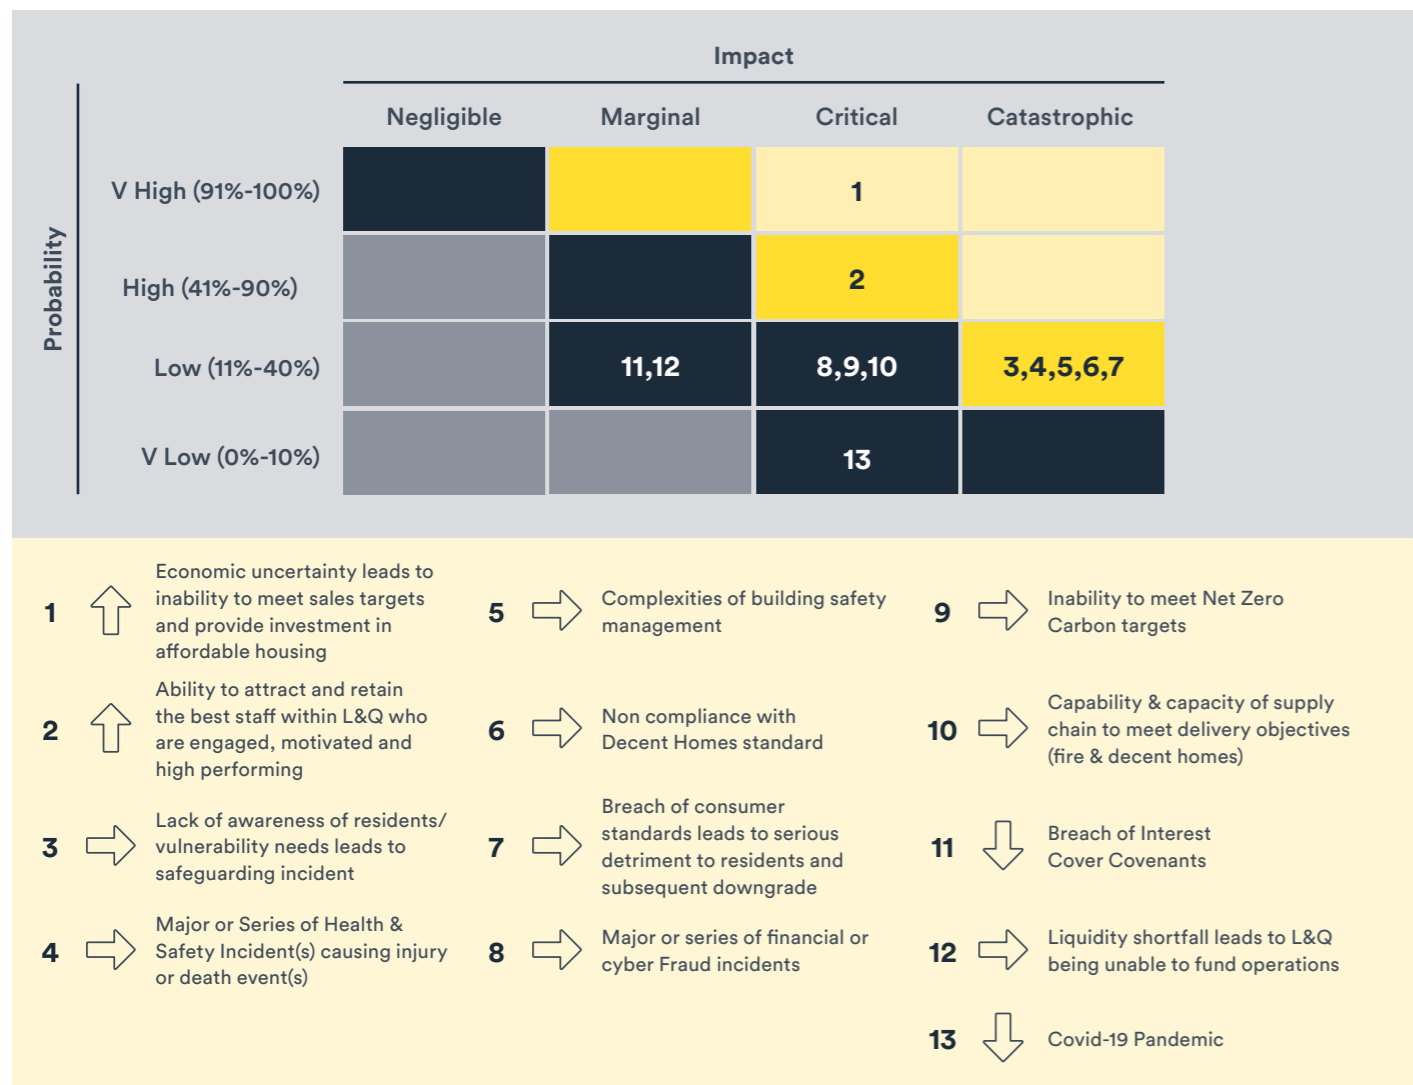 Impact
Negligible
Marginal
Critical
Catastrophic
Probability
V High (91%-100%)
1
High (41%-90%)
2
Low (11%-40%)
11,12
8,9,10
3,4,5,6,7
V Low (0%-10%)
13
1
Economic uncertainty leads to
inability to meet sales targets
and provide investment in
affordable housing
2
Ability to attract and retain
the best staff within L&Q who
are engaged, motivated and
high performing
3
Lack of awareness of residents/
vulnerability needs leads to
safeguarding incident
4
Major or Series of Health &
Safety Incident(s) causing injury
or death event(s)
5
Complexities of building safety
management
6
Non compliance with
Decent Homes standard
7
Breach of consumer
standards leads to serious
detriment to residents and
subsequent downgrade
8
Major or series of financial or
cyber Fraud incidents
9
Inability to meet Net Zero
Carbon targets
10
Capability & capacity of supply
chain to meet delivery objectives
(fire & decent homes)
11
Breach of Interest
Cover Covenants
12
Liquidity shortfall leads to L&Q
being unable to fund operations
13
Covid-19 Pandemic